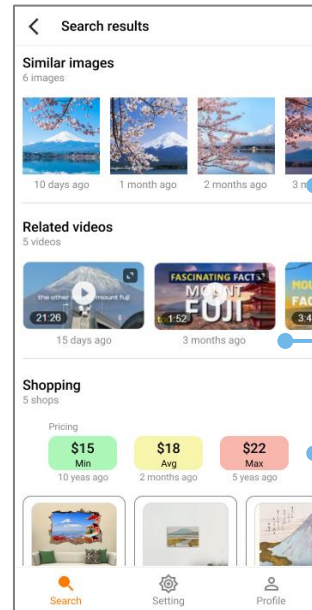 Search results
Similar images
6 images
10 days ago
1 month ago
2 months ago
Related videos
5 videos
the other
mount fuji
21:26
FASCINATING FACTS
MOUNT
FUJI
1:52
15 days ago
3 months ago
Shopping
5 shops
Pricing
$15
Min
10 yeas ago
$18
Avg
2 months ago
$22
Max
5 yeas ago
Search
Setting
Profile